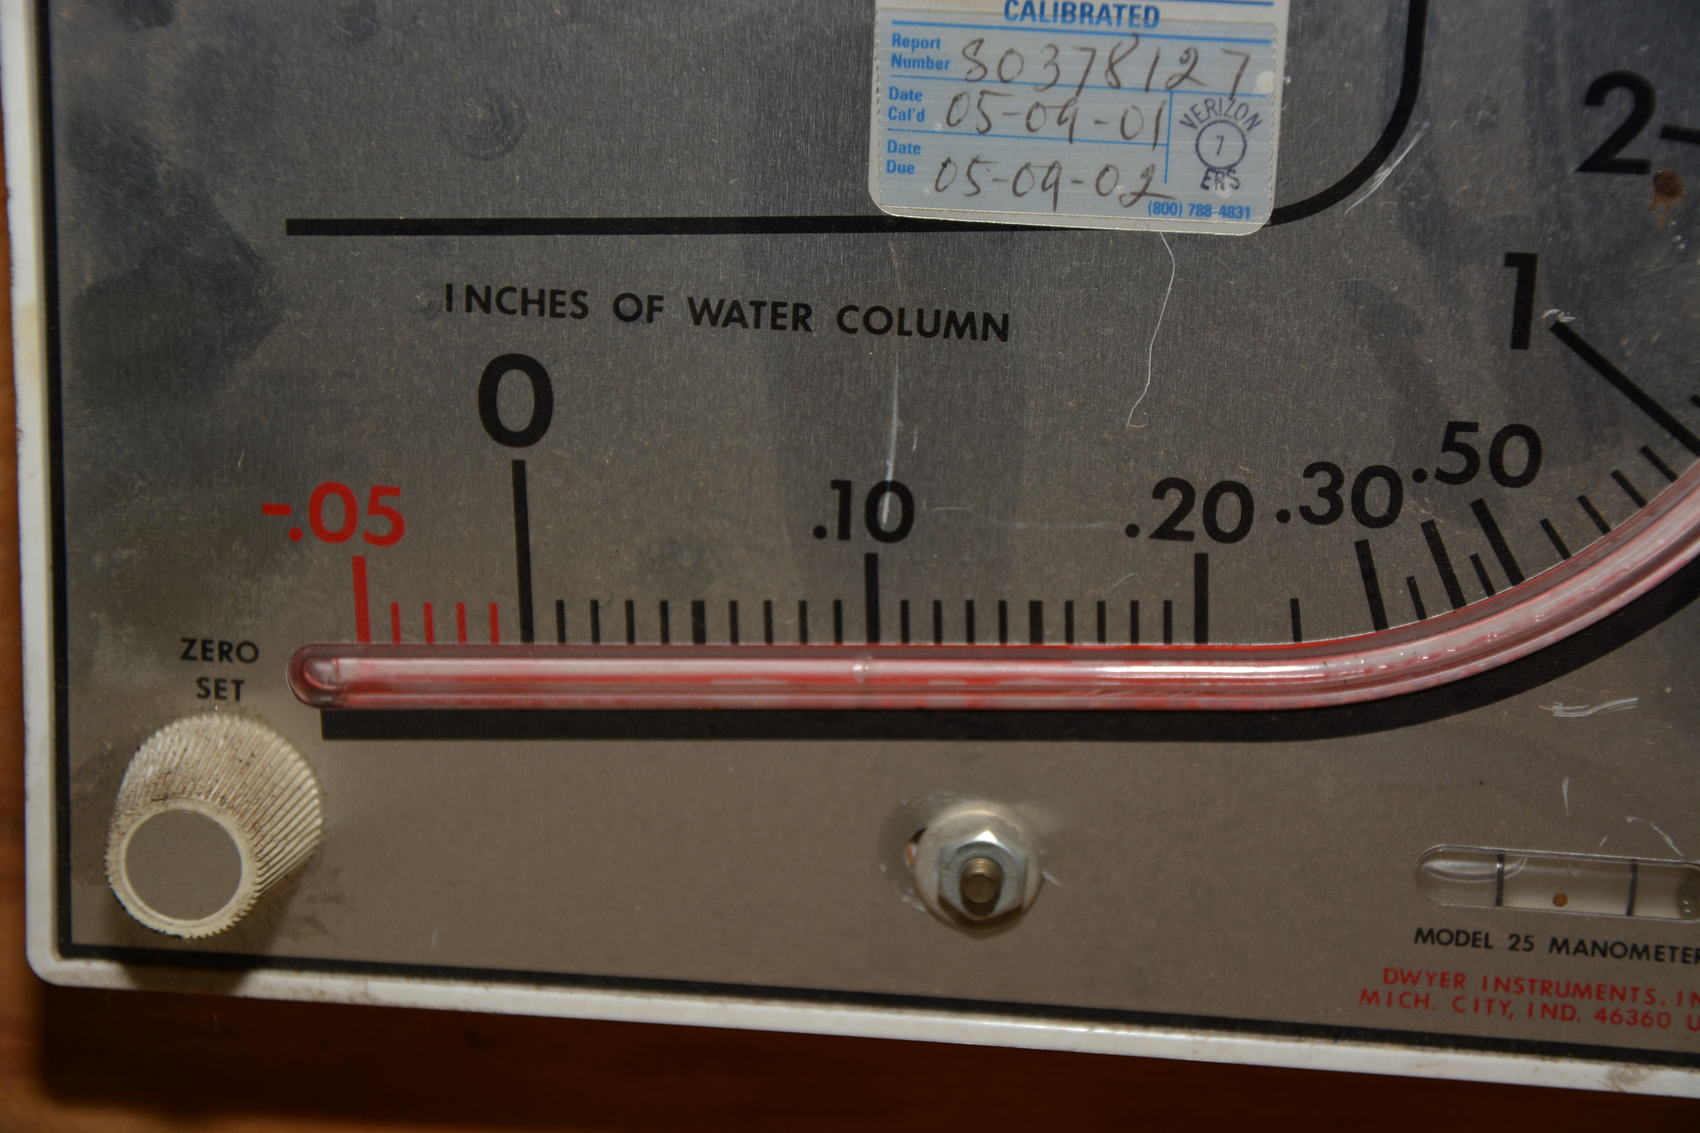 CALIBRATED
Report Number 80378127
Date Cal'd 05-09-01
Date Due 05-09-02
VERIZON
7
ERS
(800) 788-4831
2
1
INCHES OF WATER COLUMN
0
-.05 .10 .20 .30 .50
ZERO
SET
MODEL 25 MANOMETER
DWYER INSTRUMENTS, IN
MICH. CITY, IND. 46360 U